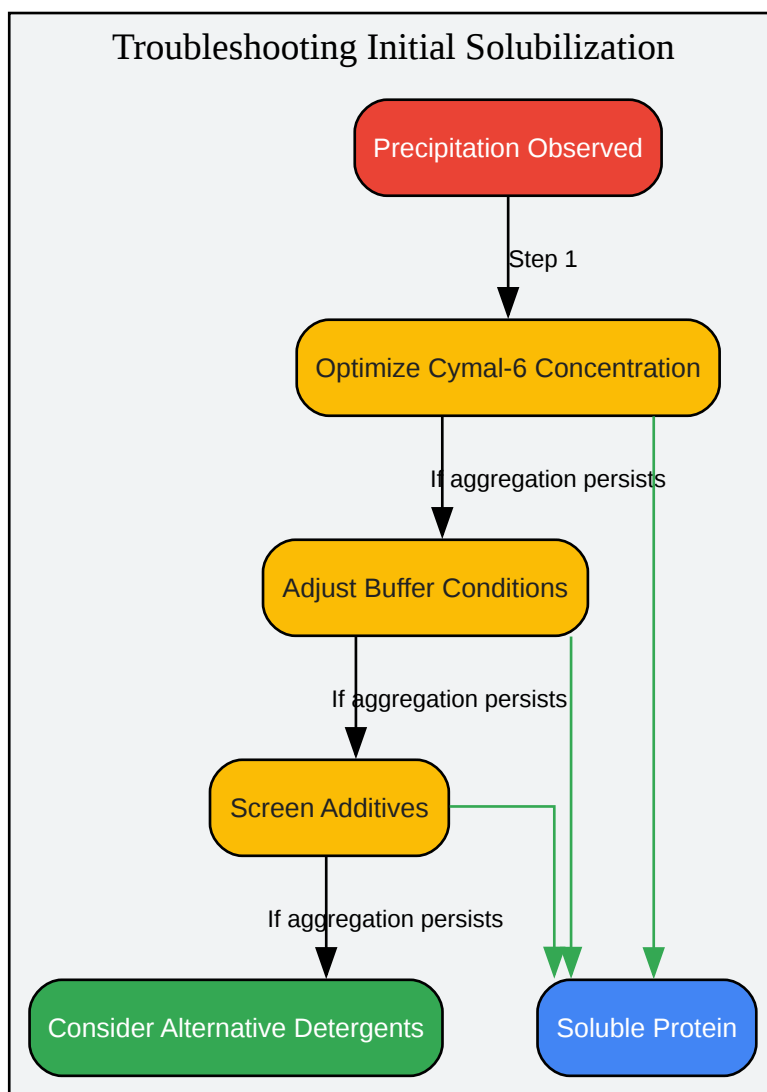 Troubleshooting Initial Solubilization
Precipitation Observed
Step 1
Optimize Cymal-6 Concentration
If aggregation persists
Adjust Buffer Conditions
If aggregation persists
Screen Additives
If aggregation persists
Consider Alternative Detergents
Soluble Protein